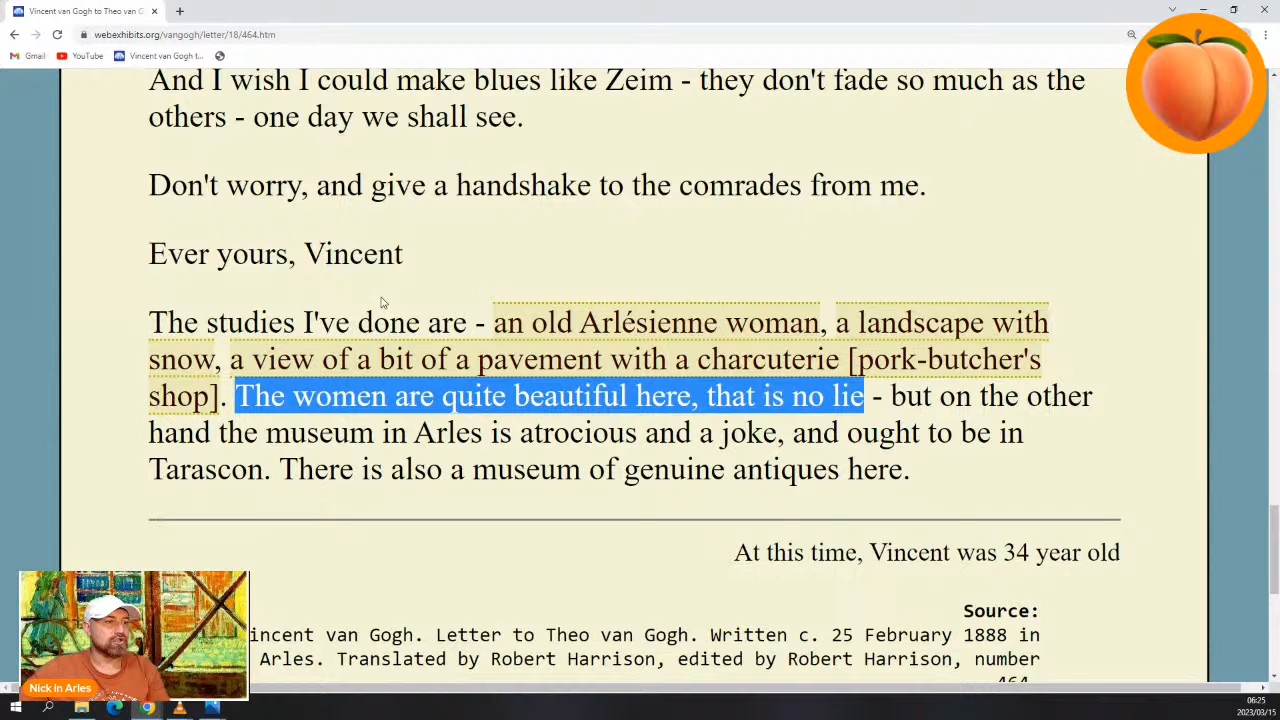 Vincent van Gogh to Theo van G
webexhibits.org/vangogh/letter/18/464.htm
Gmail
YouTube
Vincent van Gogh t...
And I wish I could make blues like Zeim - they don't fade so much as the
others - one day we shall see.
Don't worry, and give a handshake to the comrades from me.
Ever yours, Vincent
The studies I've done are - an old Arlésienne woman, a landscape with
snow, a view of a bit of a pavement with a charcuterie [pork-butcher's
shop]. The women are quite beautiful here, that is no lie - but on the other
hand the museum in Arles is atrocious and a joke, and ought to be in
Tarascon. There is also a museum of genuine antiques here.
At this time, Vincent was 34 year old
Source:
incent van Gogh. Letter to Theo van Gogh. Written c. 25 February 1888 in
Arles. Translated by Robert Harrison, edited by Robert Harrison, number
464.
Nick in Arles
06:25
2023/03/15